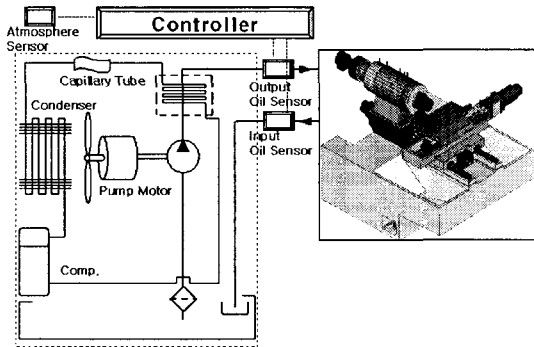 Controller
Atmosphere
Sensor
Capillary Tube
Condenser
Output
Oil Sensor
Input
Oil Sensor
Pump Motor
Comp.